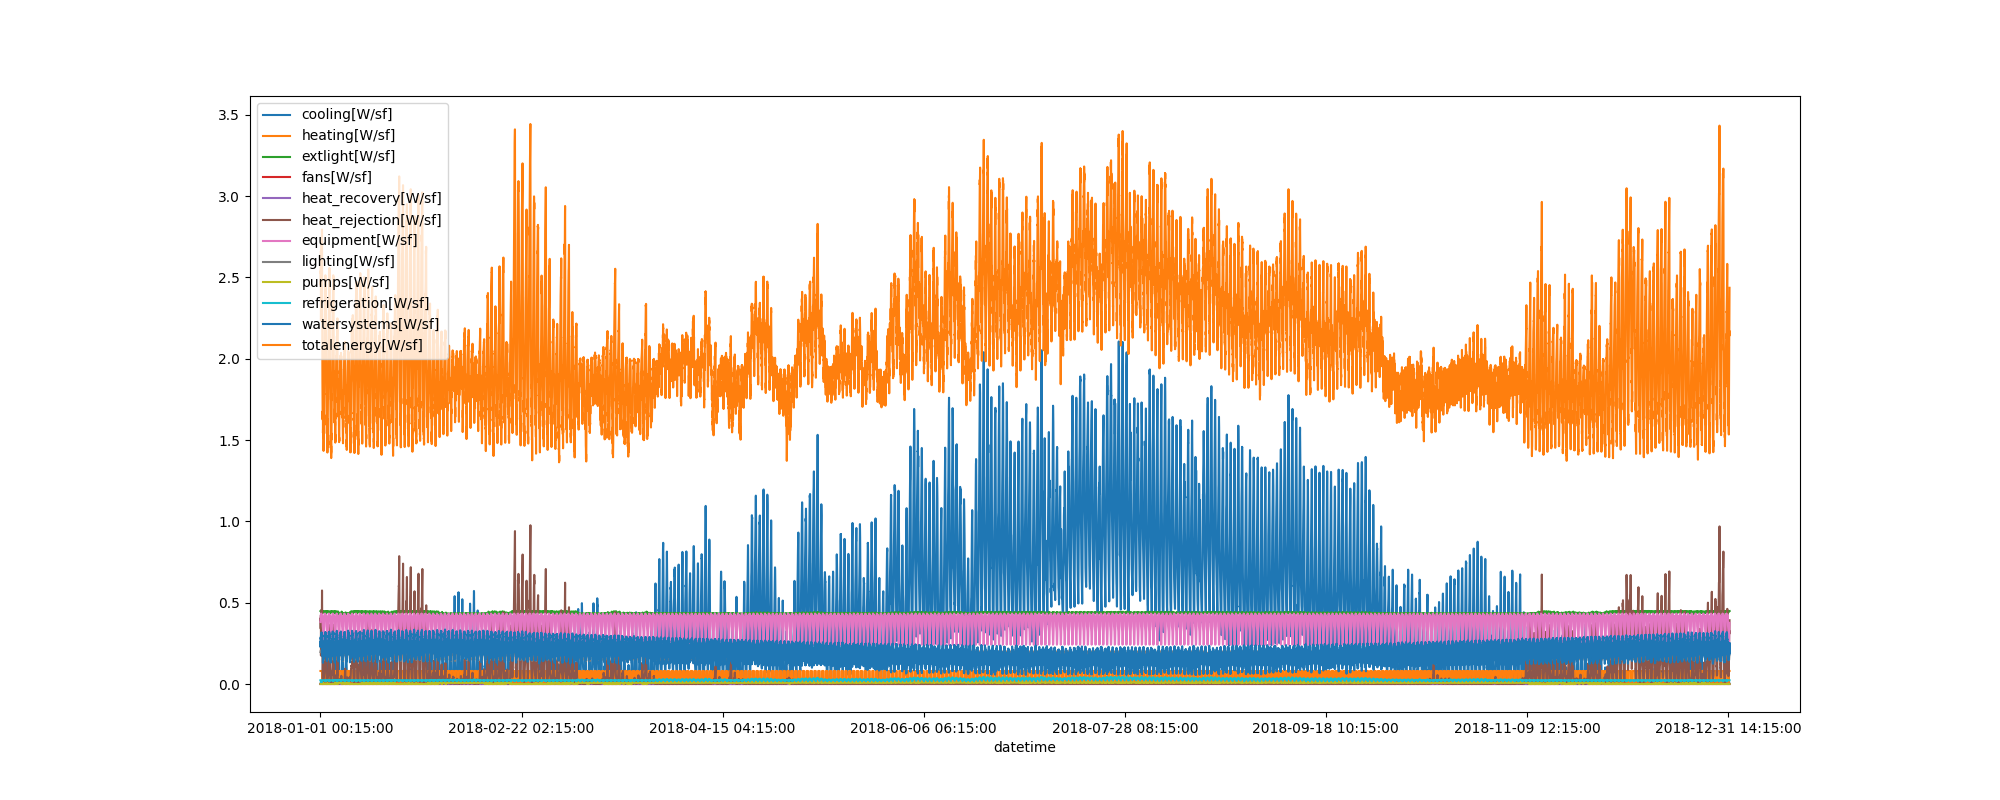 3.5
3.0
2.5
2.0
1.5
1.0
0.5
0.0
cooling[W/sf]
heating[W/sf]
extlight[W/sf]
fans[W/sf]
heat_recovery[W/sf]
heat_rejection[W/sf]
equipment[W/sf]
lighting[W/sf]
pumps[W/sf]
refrigeration[W/sf]
watersystems[W/sf]
totalenergy[W/sf]
2018-01-01 00:15:00 2018-02-22 02:15:00 2018-04-15 04:15:00 2018-06-06 06:15:00 2018-07-28 08:15:00 2018-09-18 10:15:00 2018-11-09 12:15:00 2018-12-31 14:15:00
datetime